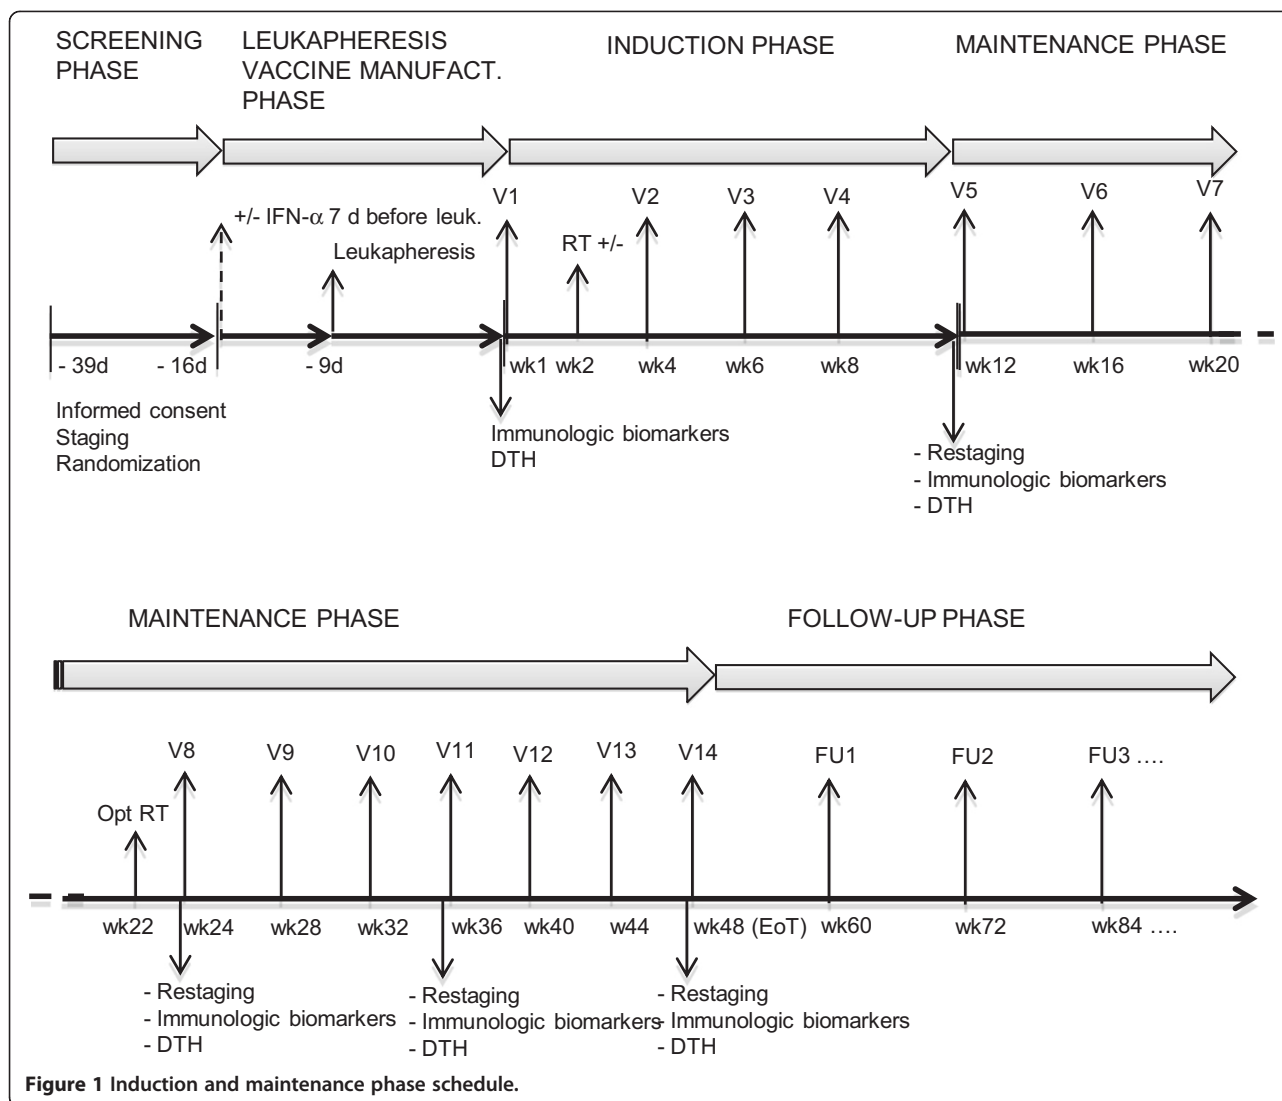 SCREENING PHASE
LEUKAPHERESIS VACCINE MANUFACT. PHASE
INDUCTION PHASE
MAINTENANCE PHASE
+/- IFN-α 7 d before leuk.
Leukapheresis
V1
RT +/-
V2
V3
V4
V5
V6
V7
- 39d
- 16d
- 9d
wk1
wk2
wk4
wk6
wk8
wk12
wk16
wk20
Informed consent
Staging
Randomization
Immunologic biomarkers
DTH
- Restaging
- Immunologic biomarkers
- DTH
MAINTENANCE PHASE
FOLLOW-UP PHASE
Opt RT
V8
V9
V10
V11
V12
V13
V14
FU1
FU2
FU3 ....
wk22
wk24
wk28
wk32
wk36
wk40
w44
wk48 (EoT)
wk60
wk72
wk84 ....
- Restaging
- Immunologic biomarkers
- DTH
- Restaging
- Immunologic biomarkers
- DTH
- Restaging
- Immunologic biomarkers
- DTH
Figure 1 Induction and maintenance phase schedule.